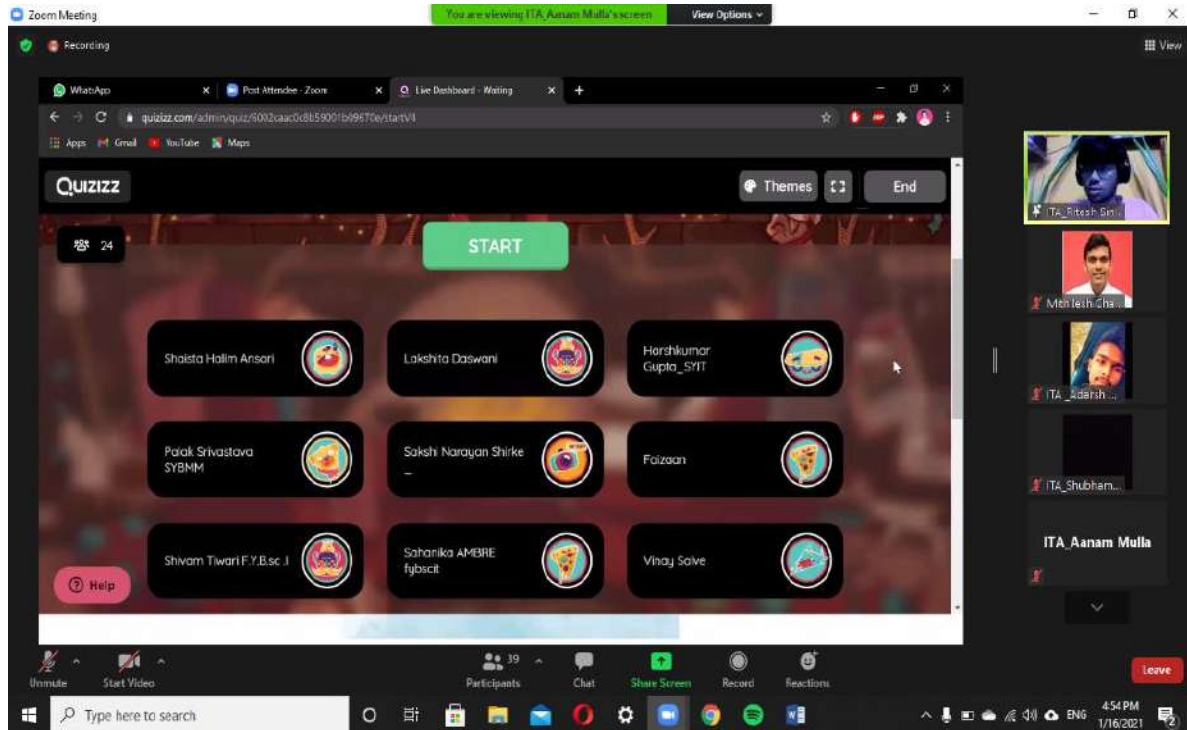 Zoom Meeting
You are viewing ITA_Aanam Mulla's screen
View Options
Recording
View
WhatsApp
Post Attendee - Zoom
Live Dashboard - Waiting
Apps
Gmail
YouTube
Maps
Quizizz
Themes
End
24
START
Shaista Halim Ansari
Lakshita Daswani
Harshkumar
Gupta_SYIT
Palak Srivastava
SYBMM
Sakshi Narayan Shirke
_
Faizaan
Shivam Tiwari F.Y.B.sc .I
Sahanika AMBRE
fybscit
Vinay Salve
Help
ITA_Ritesh Sin...
Mithilesh Cha...
ITA _Adarsh ...
ITA_Shubham...
ITA_Aanam Mulla
Unmute
Start Video
39
Participants
Chat
Share Screen
Record
Reactions
Leave
Type here to search
ENG
4:54 PM
1/16/2021
2